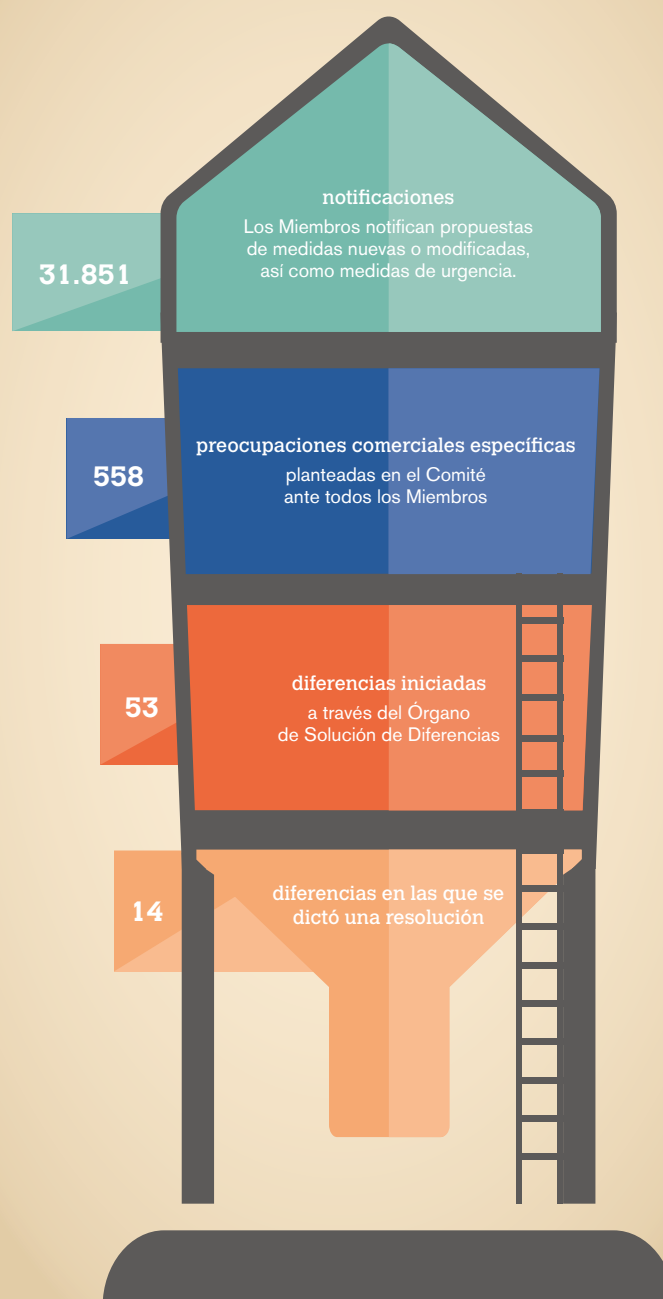 notificaciones
Los Miembros notifican propuestas
de medidas nuevas o modificadas,
así como medidas de urgencia.
31.851
preocupaciones comerciales específicas
planteadas en el Comité
ante todos los Miembros
558
diferencias iniciadas
a través del Órgano
de Solución de Diferencias
53
diferencias en las que se
dictó una resolución
14